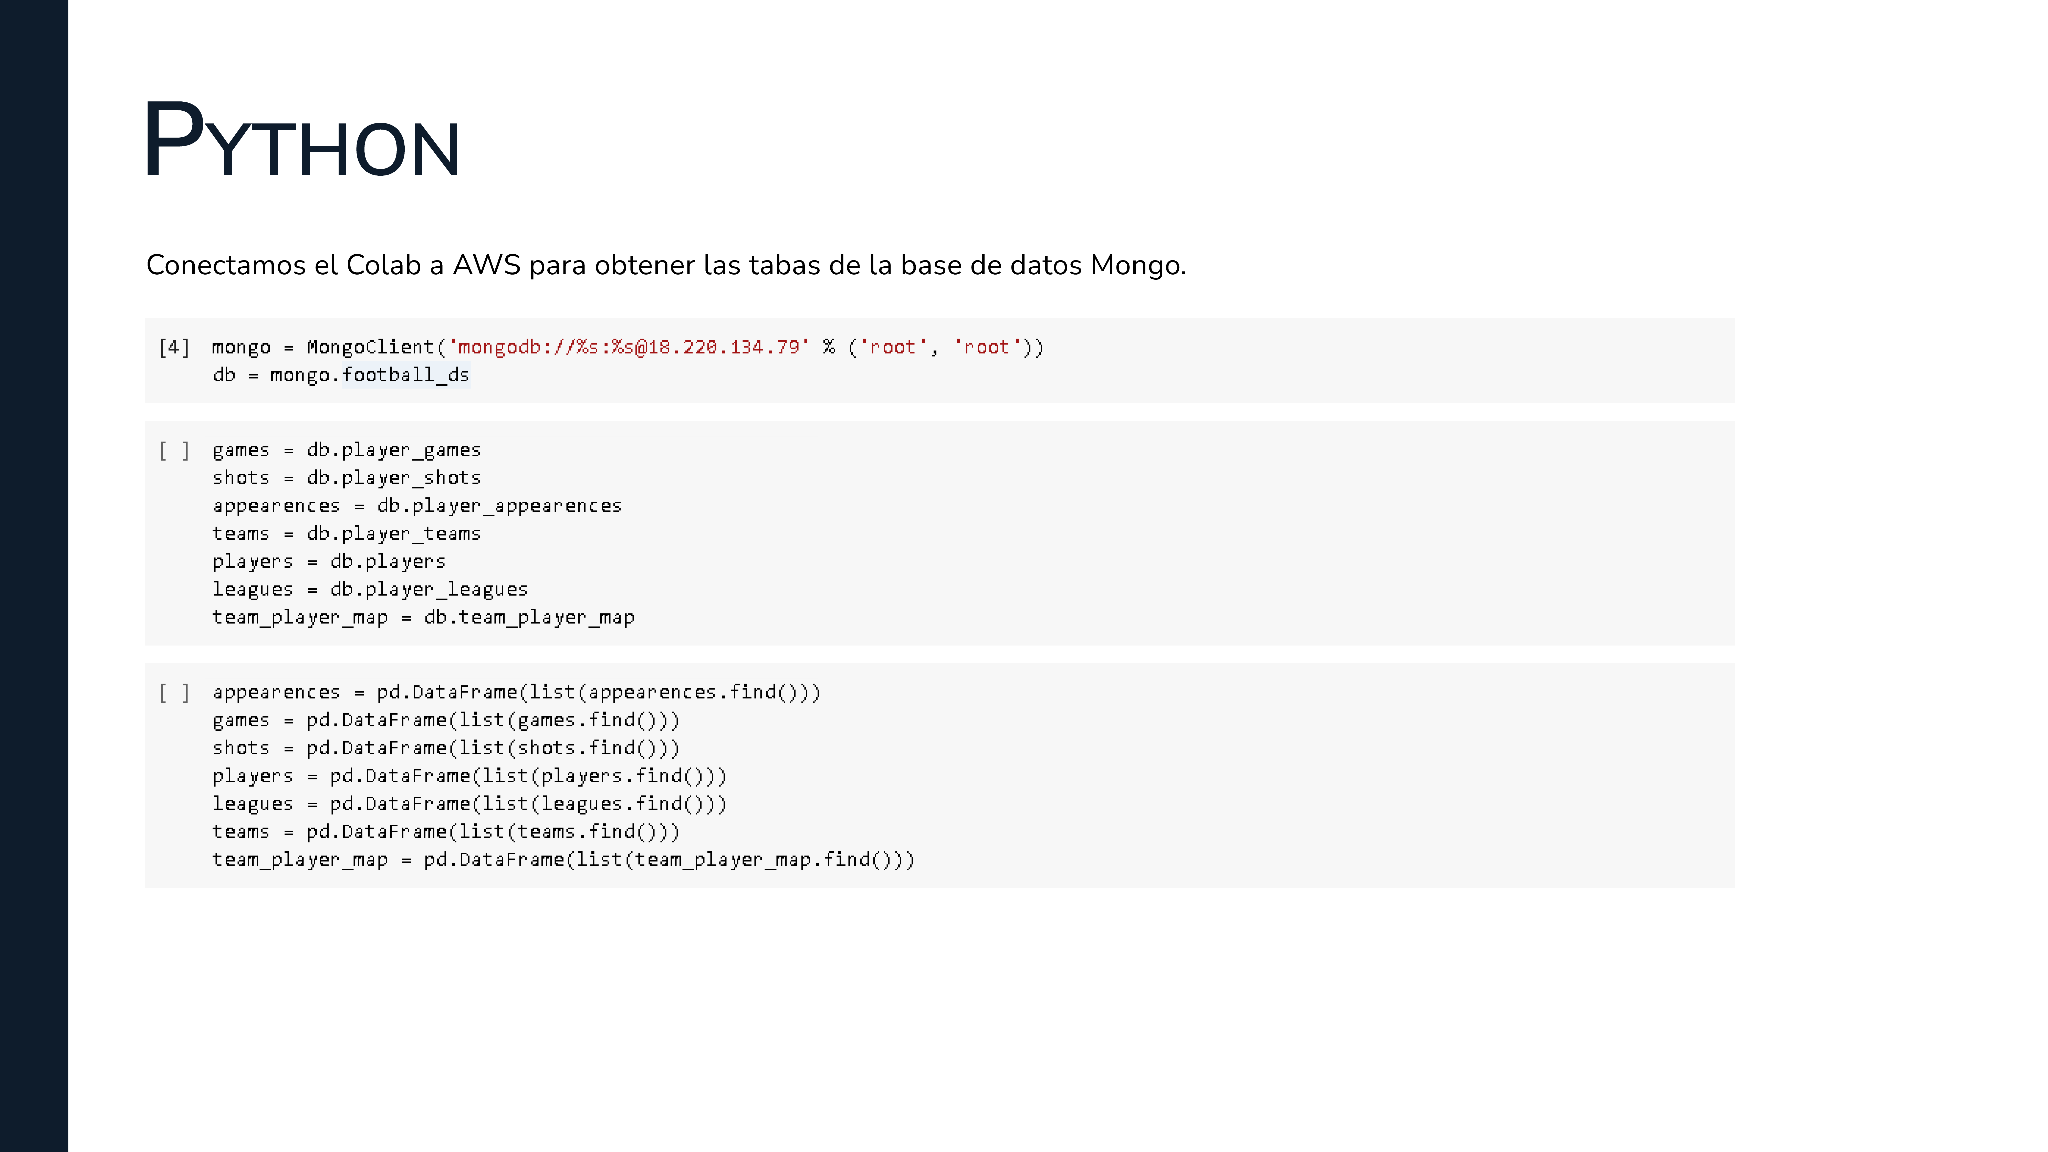 Python
Conectamos el Colab a AWS para obtener las tabas de la base de datos Mongo.
[4] mongo = MongoClient('mongodb://%s:%s@18.220.134.79' % ('root', 'root'))
db = mongo.football_ds
[ ] games = db.player_games
shots = db.player_shots
appearences = db.player_appearences
teams = db.player_teams
players = db.players
leagues = db.player_leagues
team_player_map = db.team_player_map
[ ] appearences = pd.DataFrame(list(appearences.find()))
games = pd.DataFrame(list(games.find()))
shots = pd.DataFrame(list(shots.find()))
players = pd.DataFrame(list(players.find()))
leagues = pd.DataFrame(list(leagues.find()))
teams = pd.DataFrame(list(teams.find()))
team_player_map = pd.DataFrame(list(team_player_map.find()))